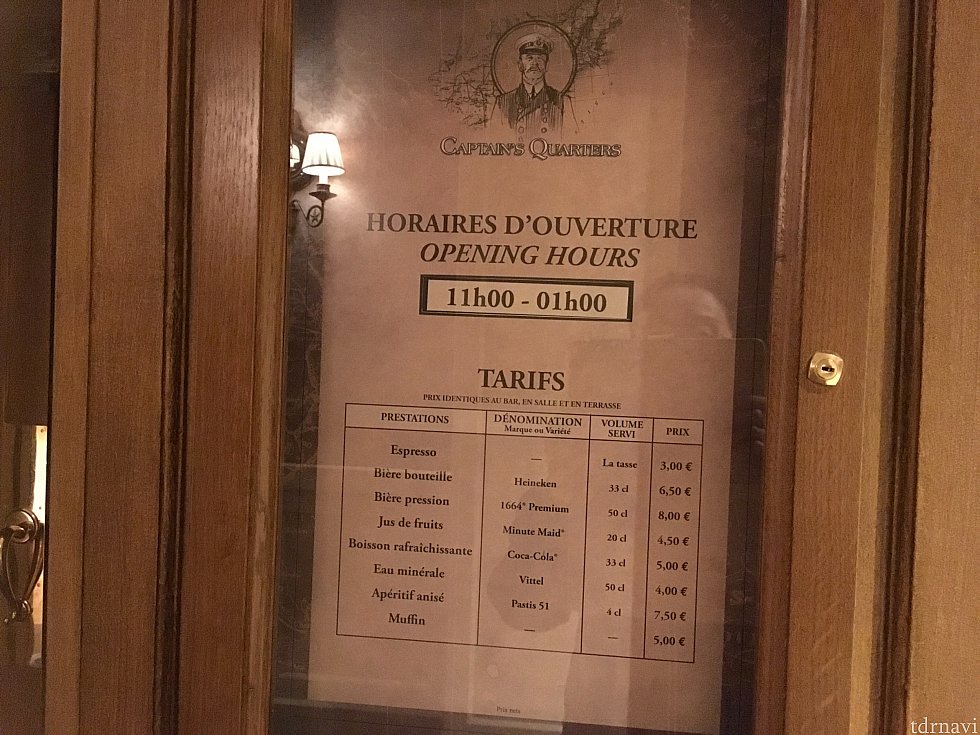 CAPTAIN'S QUARTERS
HORAIRES D'OUVERTURE
OPENING HOURS
11h00 - 01h00
TARIFS
PRIX IDENTIQUES AU BAR, EN SALLE ET EN TERRASSE
PRESTATIONS DÉNOMINATION Marque ou Variété VOLUME SERVI PRIX
Espresso — La tasse 3,00 €
Bière bouteille Heineken 33 cl 6,50 €
Bière pression 1664* Premium 50 cl 8,00 €
Jus de fruits Minute Maid* 20 cl 4,50 €
Boisson rafraîchissante Coca-Cola* 33 cl 5,00 €
Eau minérale Vittel 50 cl 4,00 €
Apéritif anisé Pastis 51 4 cl 7,50 €
Muffin — — 5,00 €
Prix nets
tdrnavi